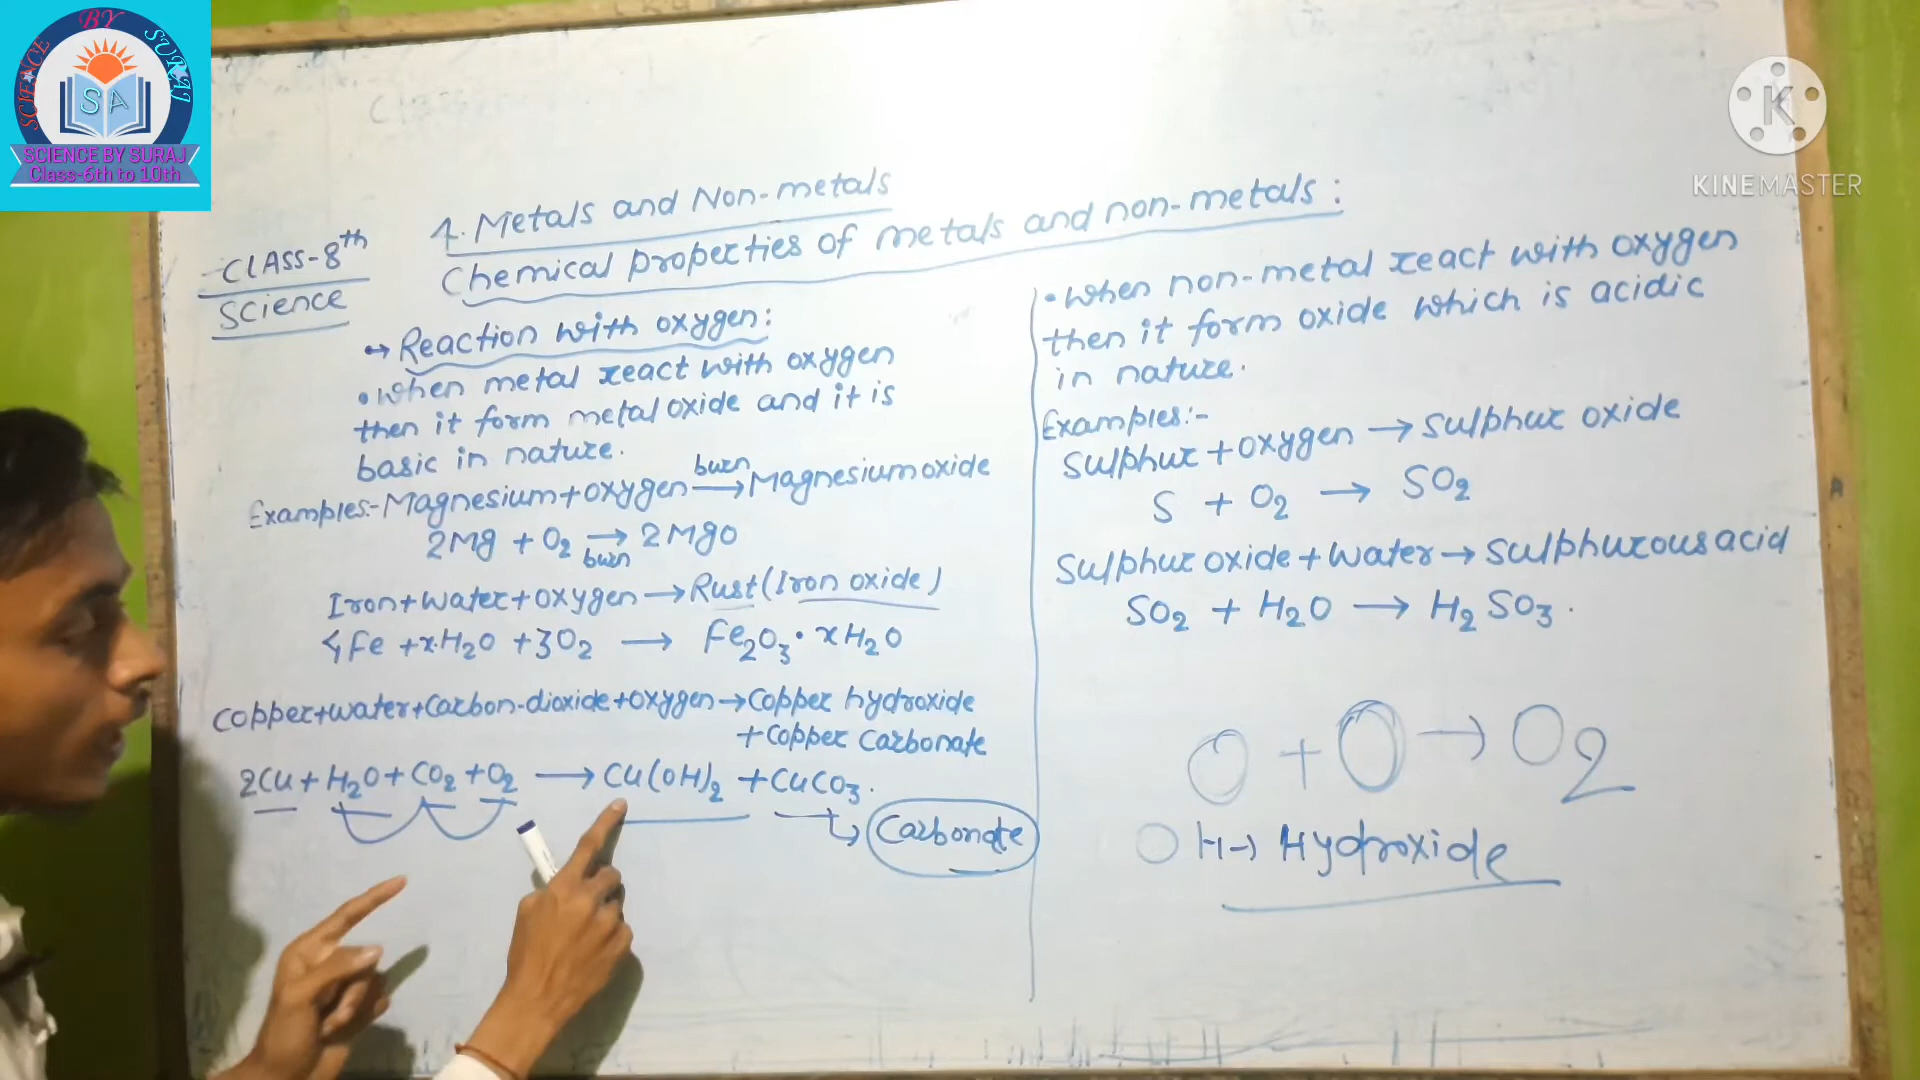 SCIENCE BY SURAJ
S A
SCIENCE BY SURAJ
Class-6th to 10th
K
KINEMASTER
CLASS-8th
Science
4. Metals and Non-metals
Chemical properties of metals and non-metals:
→ Reaction with oxygen:
• When metal react with oxygen
then it form metal oxide and it is
basic in nature.
Examples:- Magnesium + oxygen burn → Magnesium oxide
2Mg + O2 → burn 2MgO
Iron + water + oxygen → Rust (Iron oxide)
4Fe + x.H2O + 3O2 → Fe2O3 • xH2O
Copper + water + carbon-dioxide + oxygen → Copper hydroxide
+ Copper carbonate
2Cu + H2O + CO2 + O2 → Cu(OH)2 + CuCO3.
Carbonate
• When non-metal react with oxygen
then it form oxide which is acidic
in nature.
Examples:-
Sulphur + oxygen → Sulphur oxide
S + O2 → SO2
Sulphur oxide + Water → Sulphurous acid
SO2 + H2O → H2SO3.
O + O → O2
OH → Hydroxide